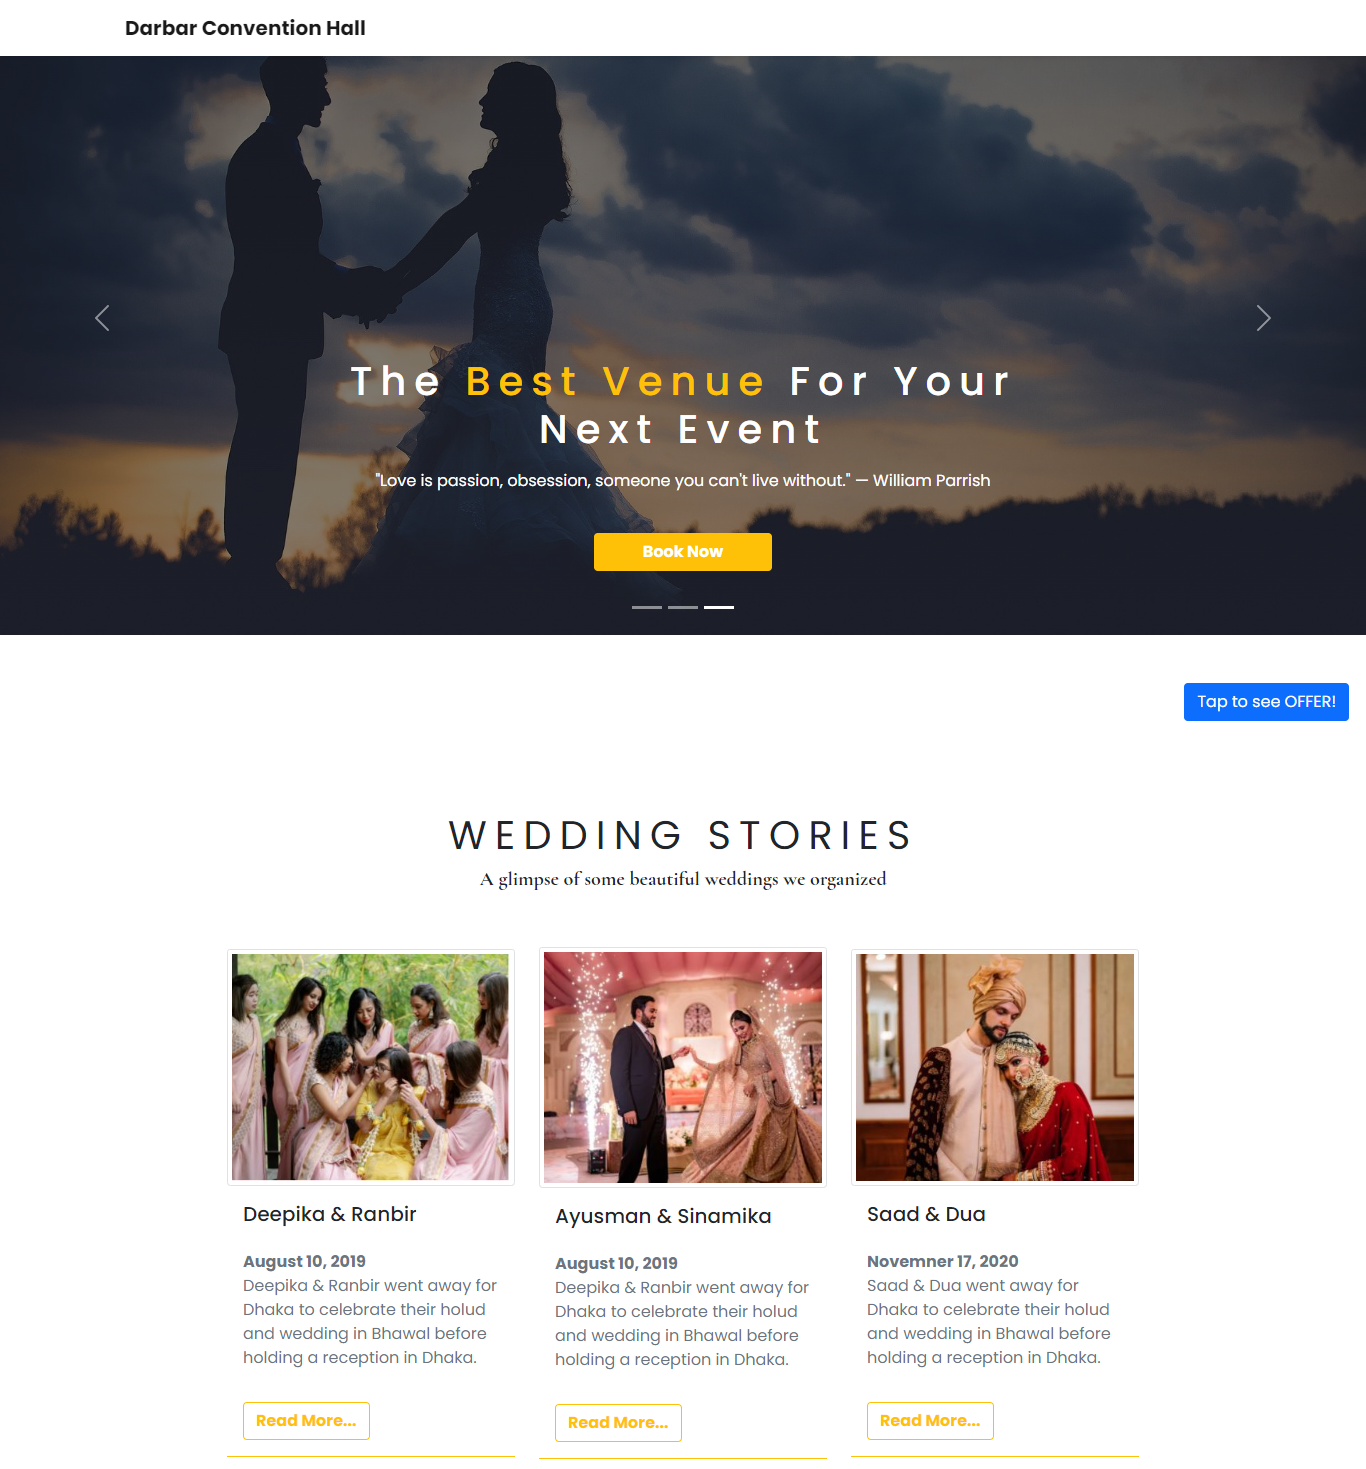 Darbar Convention Hall
The Best Venue For Your
Next Event
"Love is passion, obsession, someone you can't live without." — William Parrish
Book Now
Tap to see OFFER!
WEDDING STORIES
A glimpse of some beautiful weddings we organized
Deepika & Ranbir
August 10, 2019
Deepika & Ranbir went away for
Dhaka to celebrate their holud
and wedding in Bhawal before
holding a reception in Dhaka.
Read More...
Ayusman & Sinamika
August 10, 2019
Deepika & Ranbir went away for
Dhaka to celebrate their holud
and wedding in Bhawal before
holding a reception in Dhaka.
Read More...
Saad & Dua
Novemner 17, 2020
Saad & Dua went away for
Dhaka to celebrate their holud
and wedding in Bhawal before
holding a reception in Dhaka.
Read More...